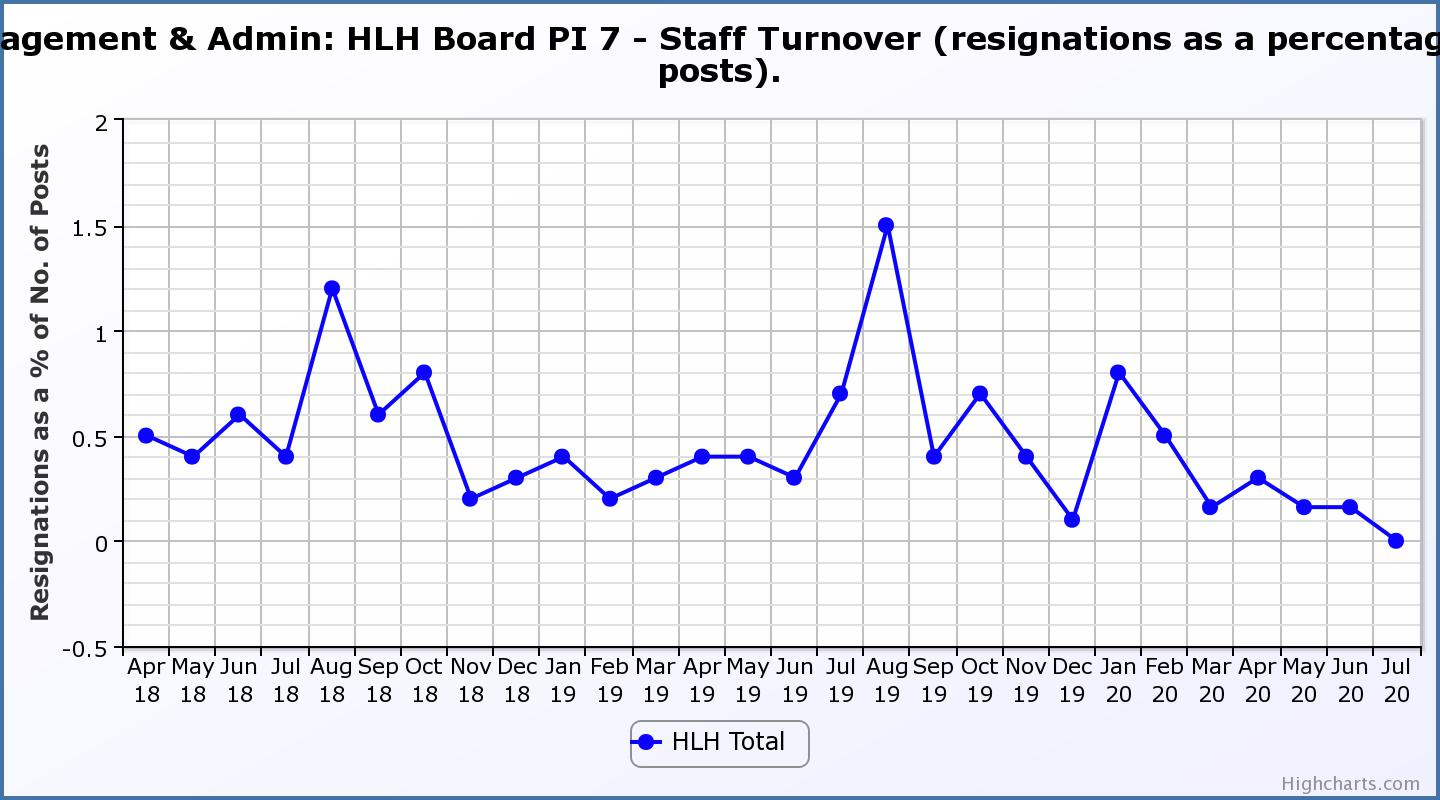 agement & Admin: HLH Board PI 7 - Staff Turnover (resignations as a percentag
posts).
Resignations as a % of No. of Posts
2
1.5
1
0.5
0
-0.5
Apr May Jun Jul Aug Sep Oct Nov Dec Jan Feb Mar Apr May Jun Jul Aug Sep Oct Nov Dec Jan Feb Mar Apr May Jun Jul
18 18 18 18 18 18 18 18 18 19 19 19 19 19 19 19 19 19 19 19 19 20 20 20 20 20 20 20
HLH Total
Highcharts.com